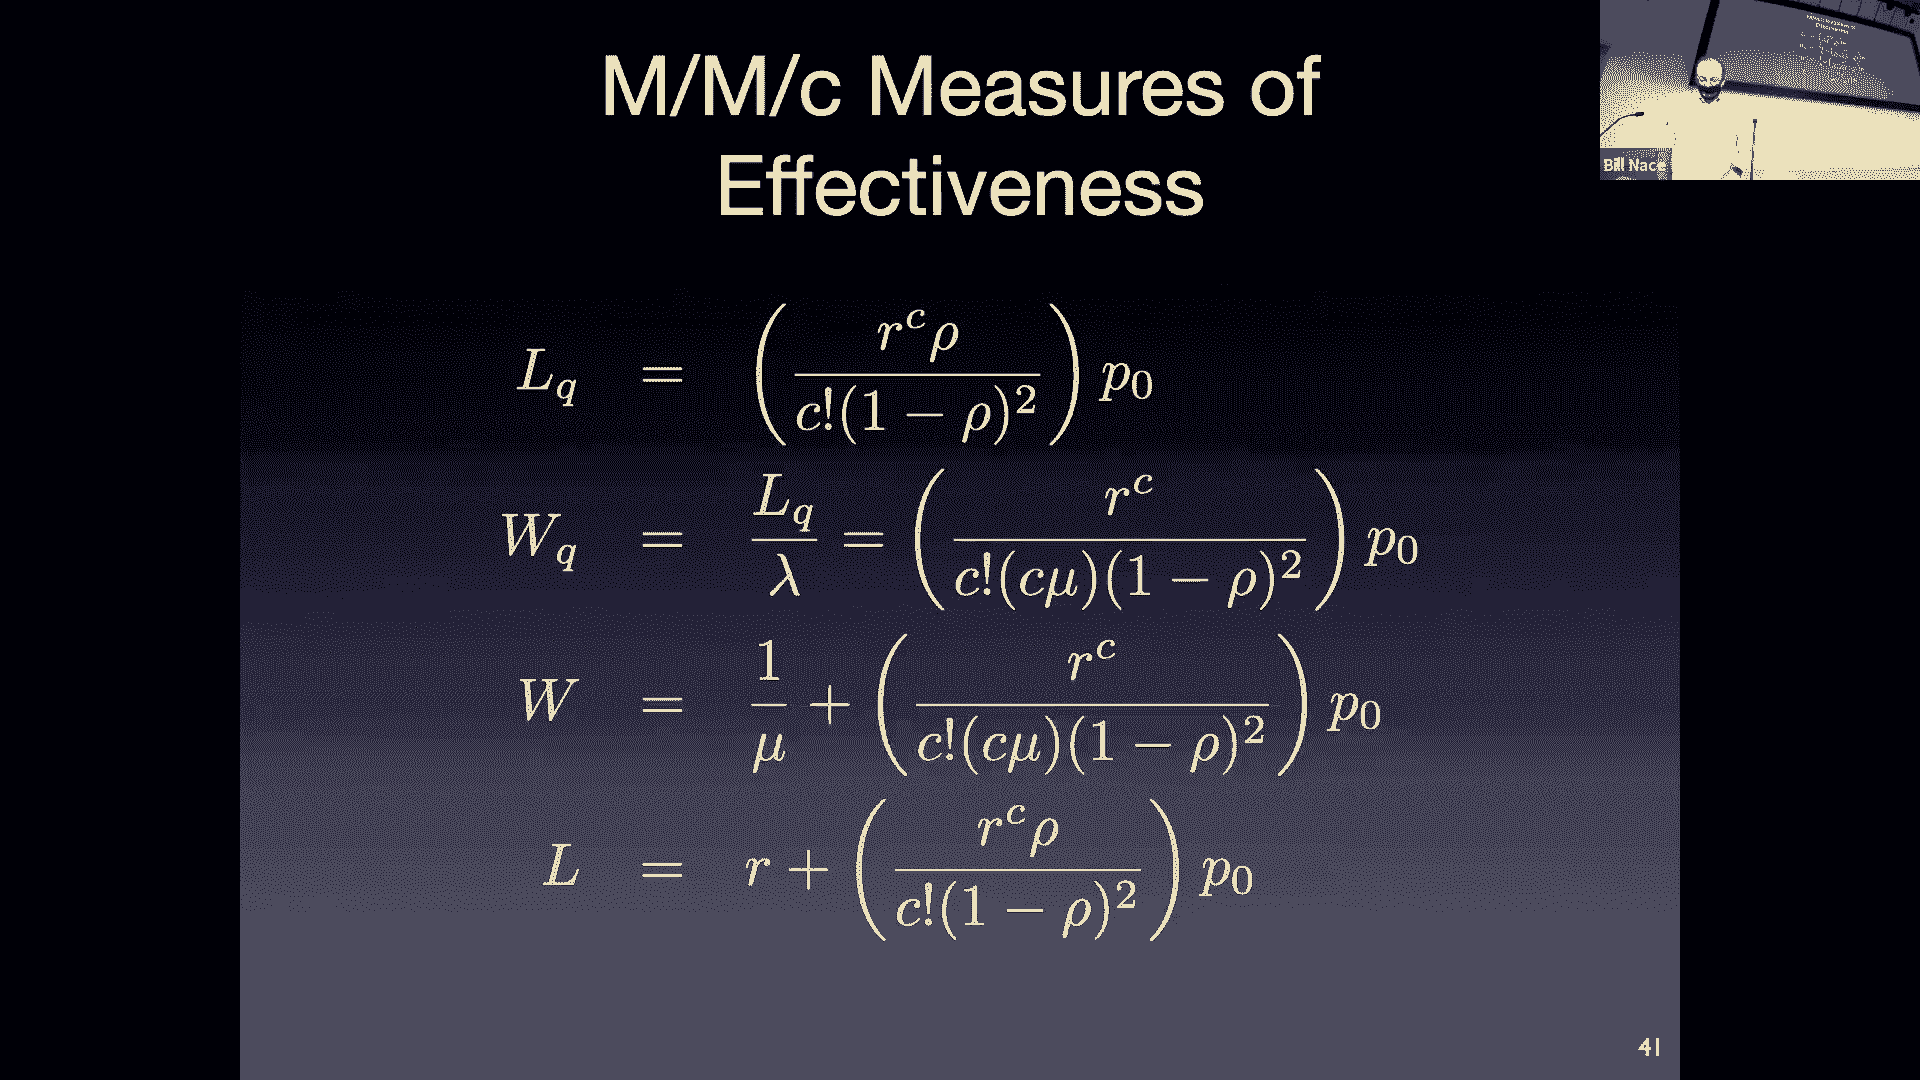 M/M/c Measures of
Effectiveness
Bill Nace
L_q = \left( \frac{r^c \rho}{c!(1 - \rho)^2} \right) p_0
W_q = \frac{L_q}{\lambda} = \left( \frac{r^c}{c!(c\mu)(1 - \rho)^2} \right) p_0
W = \frac{1}{\mu} + \left( \frac{r^c}{c!(c\mu)(1 - \rho)^2} \right) p_0
L = r + \left( \frac{r^c \rho}{c!(1 - \rho)^2} \right) p_0
41